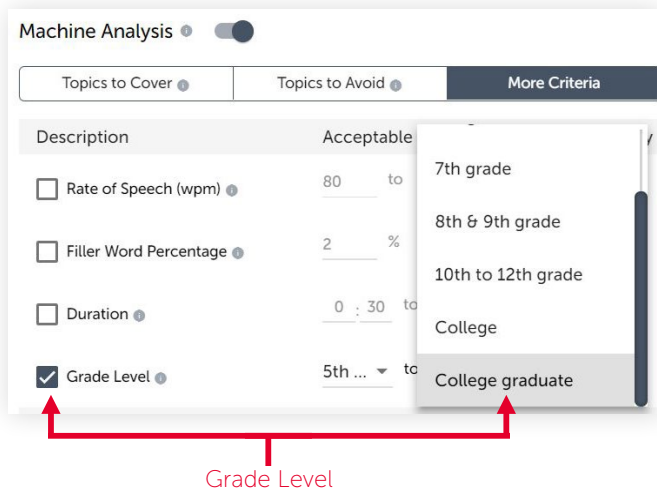 Machine Analysis
Topics to Cover Topics to Avoid More Criteria
Description Acceptable
Rate of Speech (wpm) 80 to
7th grade
Filler Word Percentage 2 %
8th & 9th grade
10th to 12th grade
Duration 0 : 30 to
College
Grade Level 5th ... to
College graduate
Grade Level